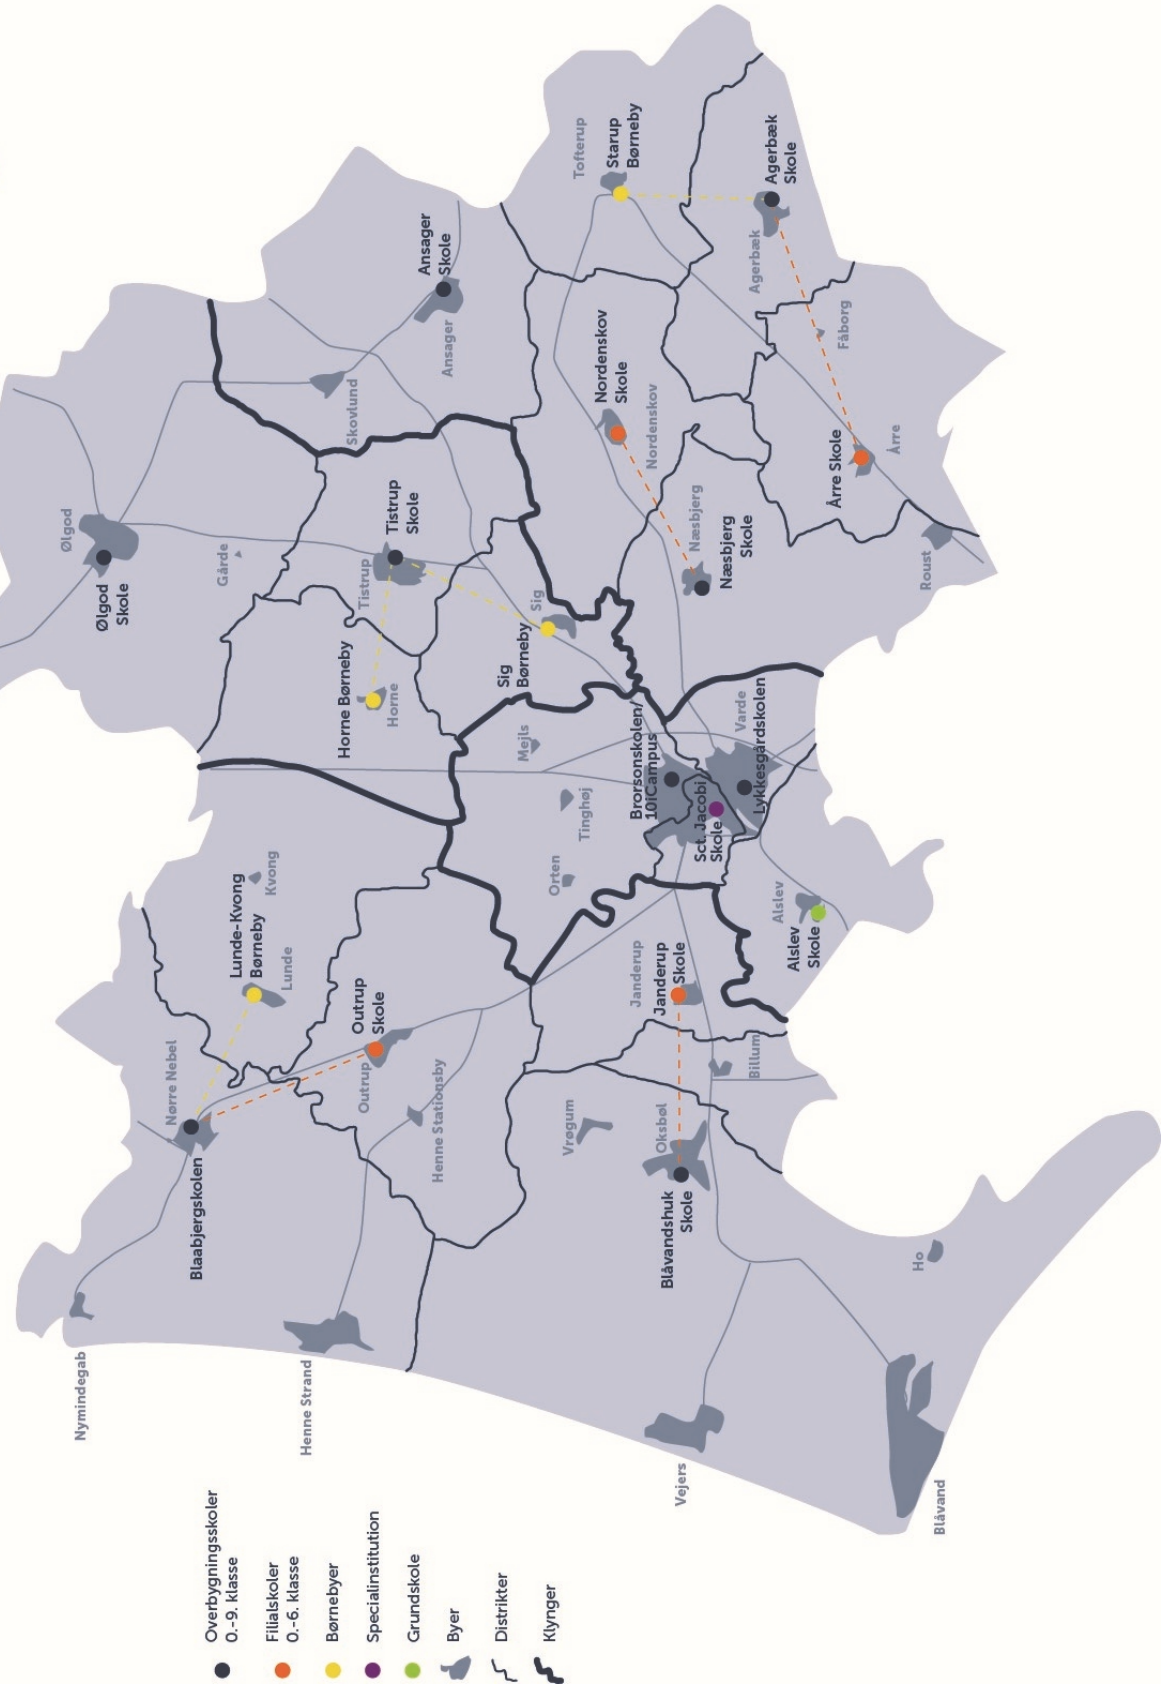 Overbygningsskoler
0.-9. klasse
Filialskoler
0.-6. klasse
Børnebyer
Specialinstitution
Grundskole
Byer
Distrikter
Klynger
Nymindegab
Nørre Nebel
Blaabjergskolen
Lunde-Kvong
Børneby
Kvong
Lunde
Henne Strand
Outrup
Skole
Outrup
Henne Stationsby
Ølgod
Ølgod
Skole
Gårde
Tistrup
Tistrup
Skole
Horne Børneby
Horne
Skovlund
Ansager
Skole
Ansager
Sig
Børneby
Sig
Mejls
Tinghøj
Orten
Vrøgum
Oksbøl
Blåvandshuk
Skole
Janderup
Janderup
Skole
Billum
Vejers
Ho
Blåvand
Brorsonskolen/
10iCampus
Sct. Jacobi
Skole
Varde
Lykkesgårdskolen
Alslev
Alslev
Skole
Tofterup
Starup
Børneby
Nordenskov
Skole
Nordenskov
Næsbjerg
Næsbjerg
Skole
Agerbæk
Agerbæk
Skole
Fåborg
Årre Skole
Årre
Roust